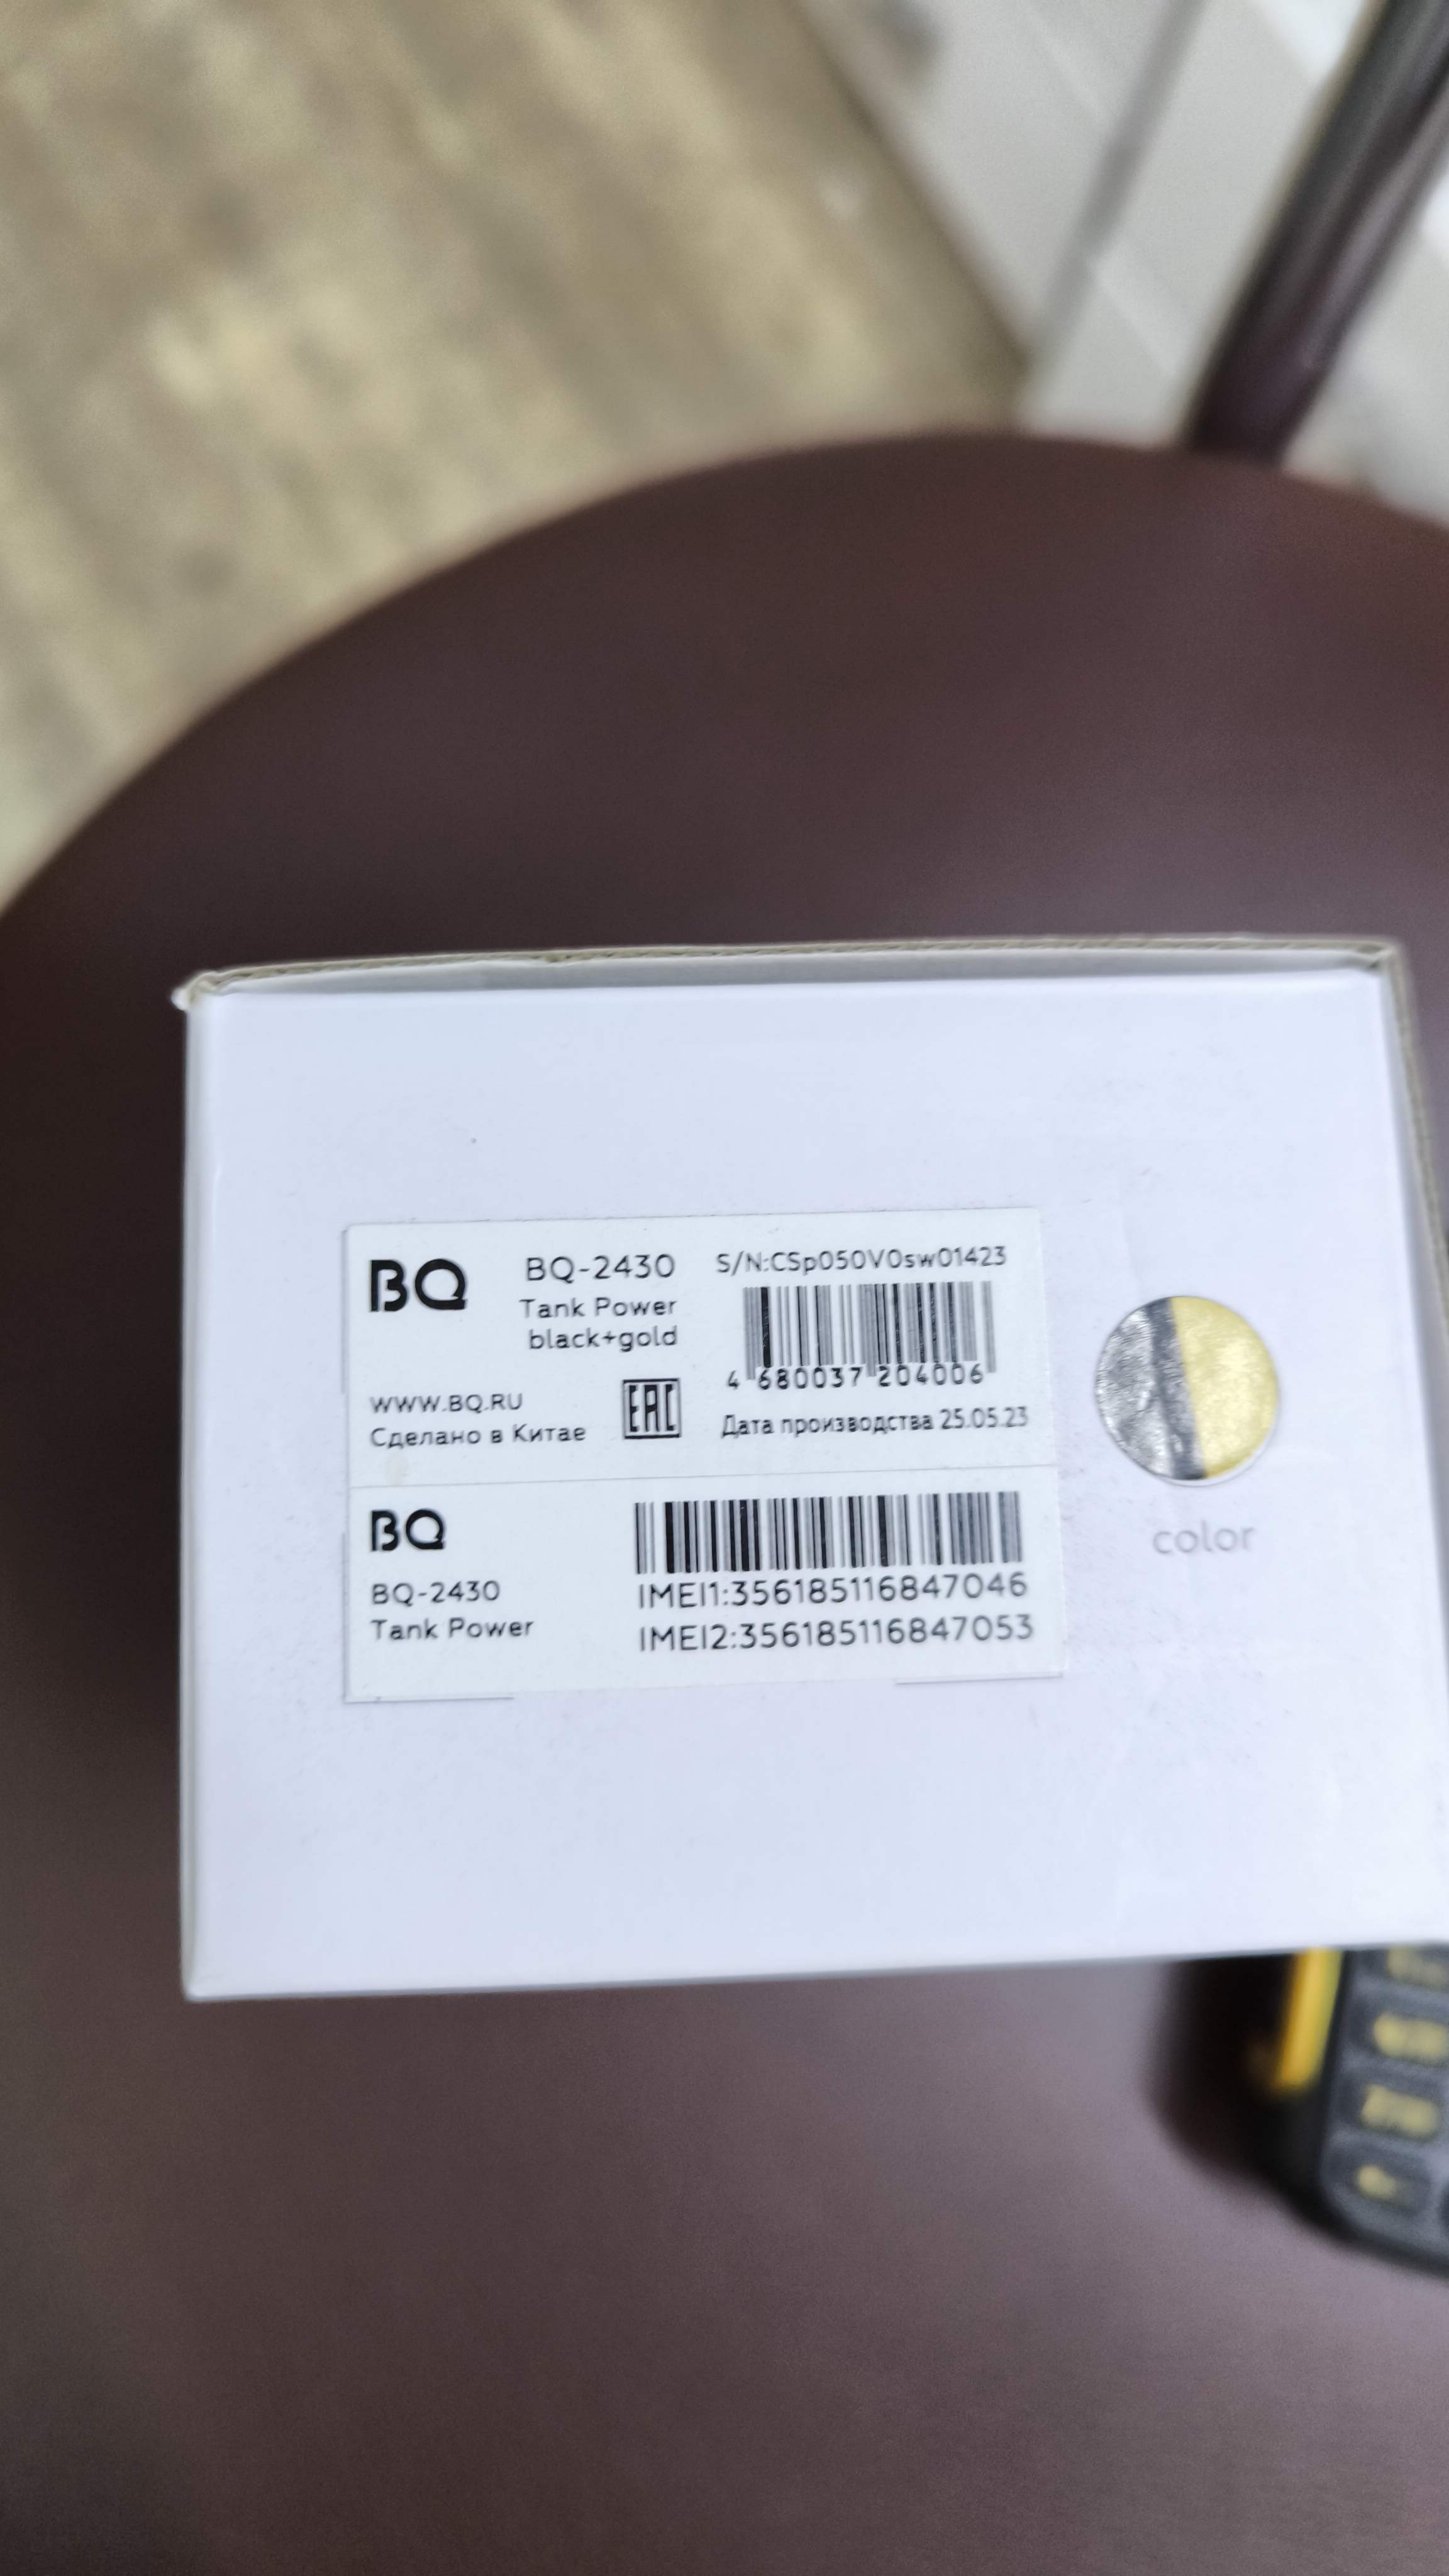 BQ
BQ-2430
Tank Power
black+gold
S/N:CSp050V0sw01423
4 680037 204006
WWW.BQ.RU
Сделано в Китае
EAC
Дата производства 25.05.23
BQ
BQ-2430
Tank Power
IMEI1:356185116847046
IMEI2:356185116847053
color